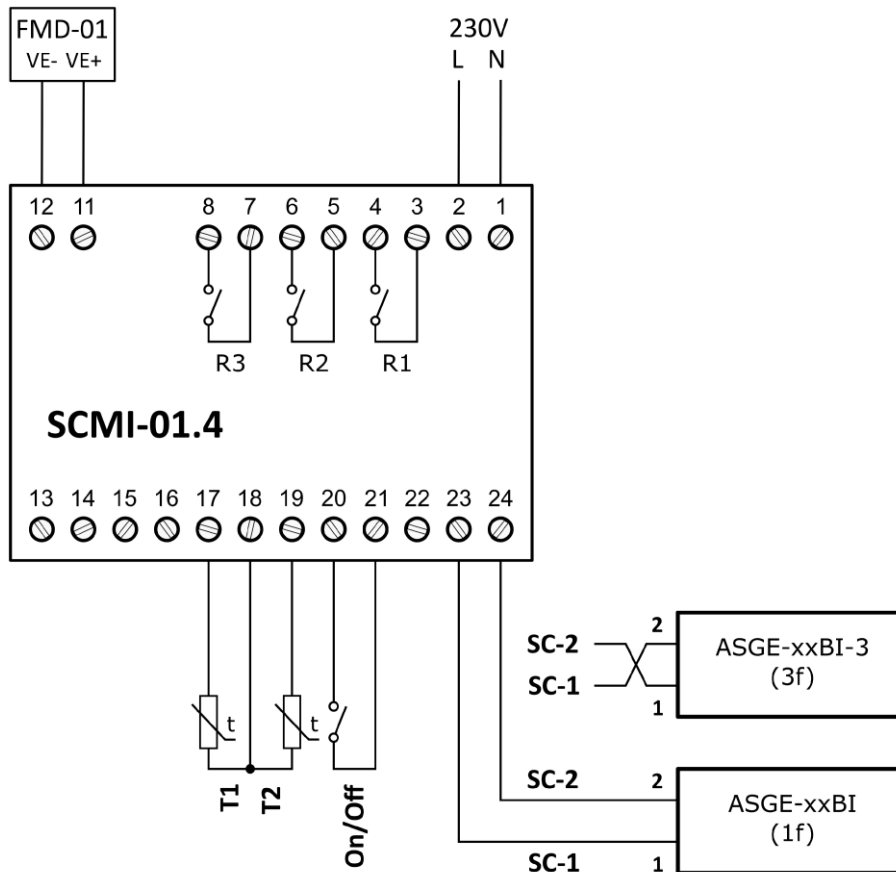 FMD-01
VE- VE+
230V
L N
12 11 8 7 6 5 4 3 2 1
R3 R2 R1
SCMI-01.4
13 14 15 16 17 18 19 20 21 22 23 24
SC-2 2
ASGE-xxBI-3
(3f)
SC-1
1
t t
T1
T2
On/Off
SC-2 2
ASGE-xxBI
(1f)
SC-1 1